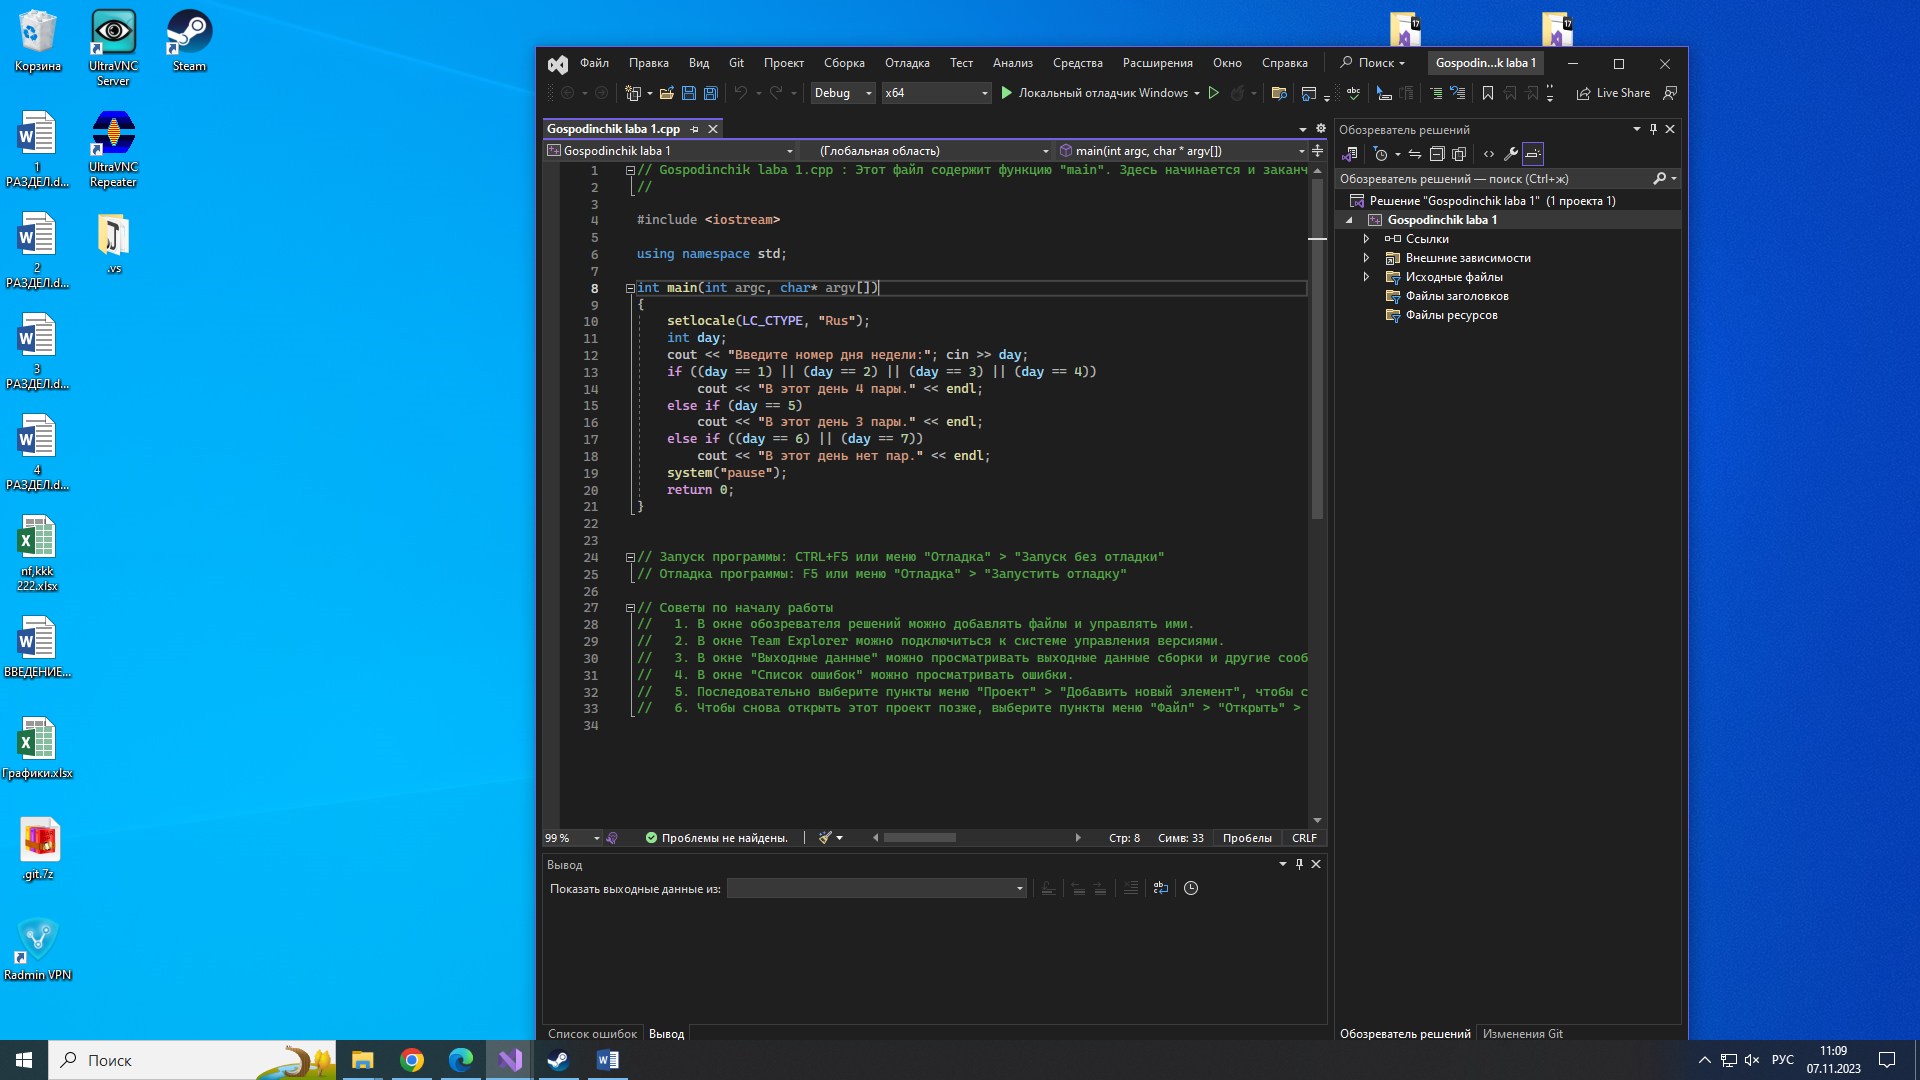 Корзина
UltraVNC
Server
Steam
1
РАЗДЕЛ.d...
UltraVNC
Repeater
2
РАЗДЕЛ.d...
.vs
3
РАЗДЕЛ.d...
4
РАЗДЕЛ.d...
nf,kkk
222.xlsx
ВВЕДЕНИЕ...
Графики.xlsx
.git.7z
Radmin VPN
17
17
Файл Правка Вид Git Проект Сборка Отладка Тест Анализ Средства Расширения Окно Справка Поиск Gospodin...k laba 1
Debug x64 Локальный отладчик Windows Live Share
Gospodinchik laba 1.cpp
Gospodinchik laba 1 (Глобальная область) main(int argc, char * argv[])
1 // Gospodinchik laba 1.cpp : Этот файл содержит функцию "main". Здесь начинается и заканч
2 //
3
4 #include <iostream>
5
6 using namespace std;
7
8 int main(int argc, char* argv[])
9 {
10 setlocale(LC_CTYPE, "Rus");
11 int day;
12 cout << "Введите номер дня недели:"; cin >> day;
13 if ((day == 1) || (day == 2) || (day == 3) || (day == 4))
14 cout << "В этот день 4 пары." << endl;
15 else if (day == 5)
16 cout << "В этот день 3 пары." << endl;
17 else if ((day == 6) || (day == 7))
18 cout << "В этот день нет пар." << endl;
19 system("pause");
20 return 0;
21 }
22
23
24 // Запуск программы: CTRL+F5 или меню "Отладка" > "Запуск без отладки"
25 // Отладка программы: F5 или меню "Отладка" > "Запустить отладку"
26
27 // Советы по началу работы
28 // 1. В окне обозревателя решений можно добавлять файлы и управлять ими.
29 // 2. В окне Team Explorer можно подключиться к системе управления версиями.
30 // 3. В окне "Выходные данные" можно просматривать выходные данные сборки и другие сооб
31 // 4. В окне "Список ошибок" можно просматривать ошибки.
32 // 5. Последовательно выберите пункты меню "Проект" > "Добавить новый элемент", чтобы с
33 // 6. Чтобы снова открыть этот проект позже, выберите пункты меню "Файл" > "Открыть" >
34
99 % Проблемы не найдены. Стр: 8 Симв: 33 Пробелы CRLF
Вывод
Показать выходные данные из:
Список ошибок Вывод
Обозреватель решений
Обозреватель решений — поиск (Ctrl+ж)
Решение "Gospodinchik laba 1" (1 проекта 1)
Gospodinchik laba 1
Ссылки
Внешние зависимости
Исходные файлы
Файлы заголовков
Файлы ресурсов
Обозреватель решений Изменения Git
Поиск
РУС
11:09
07.11.2023